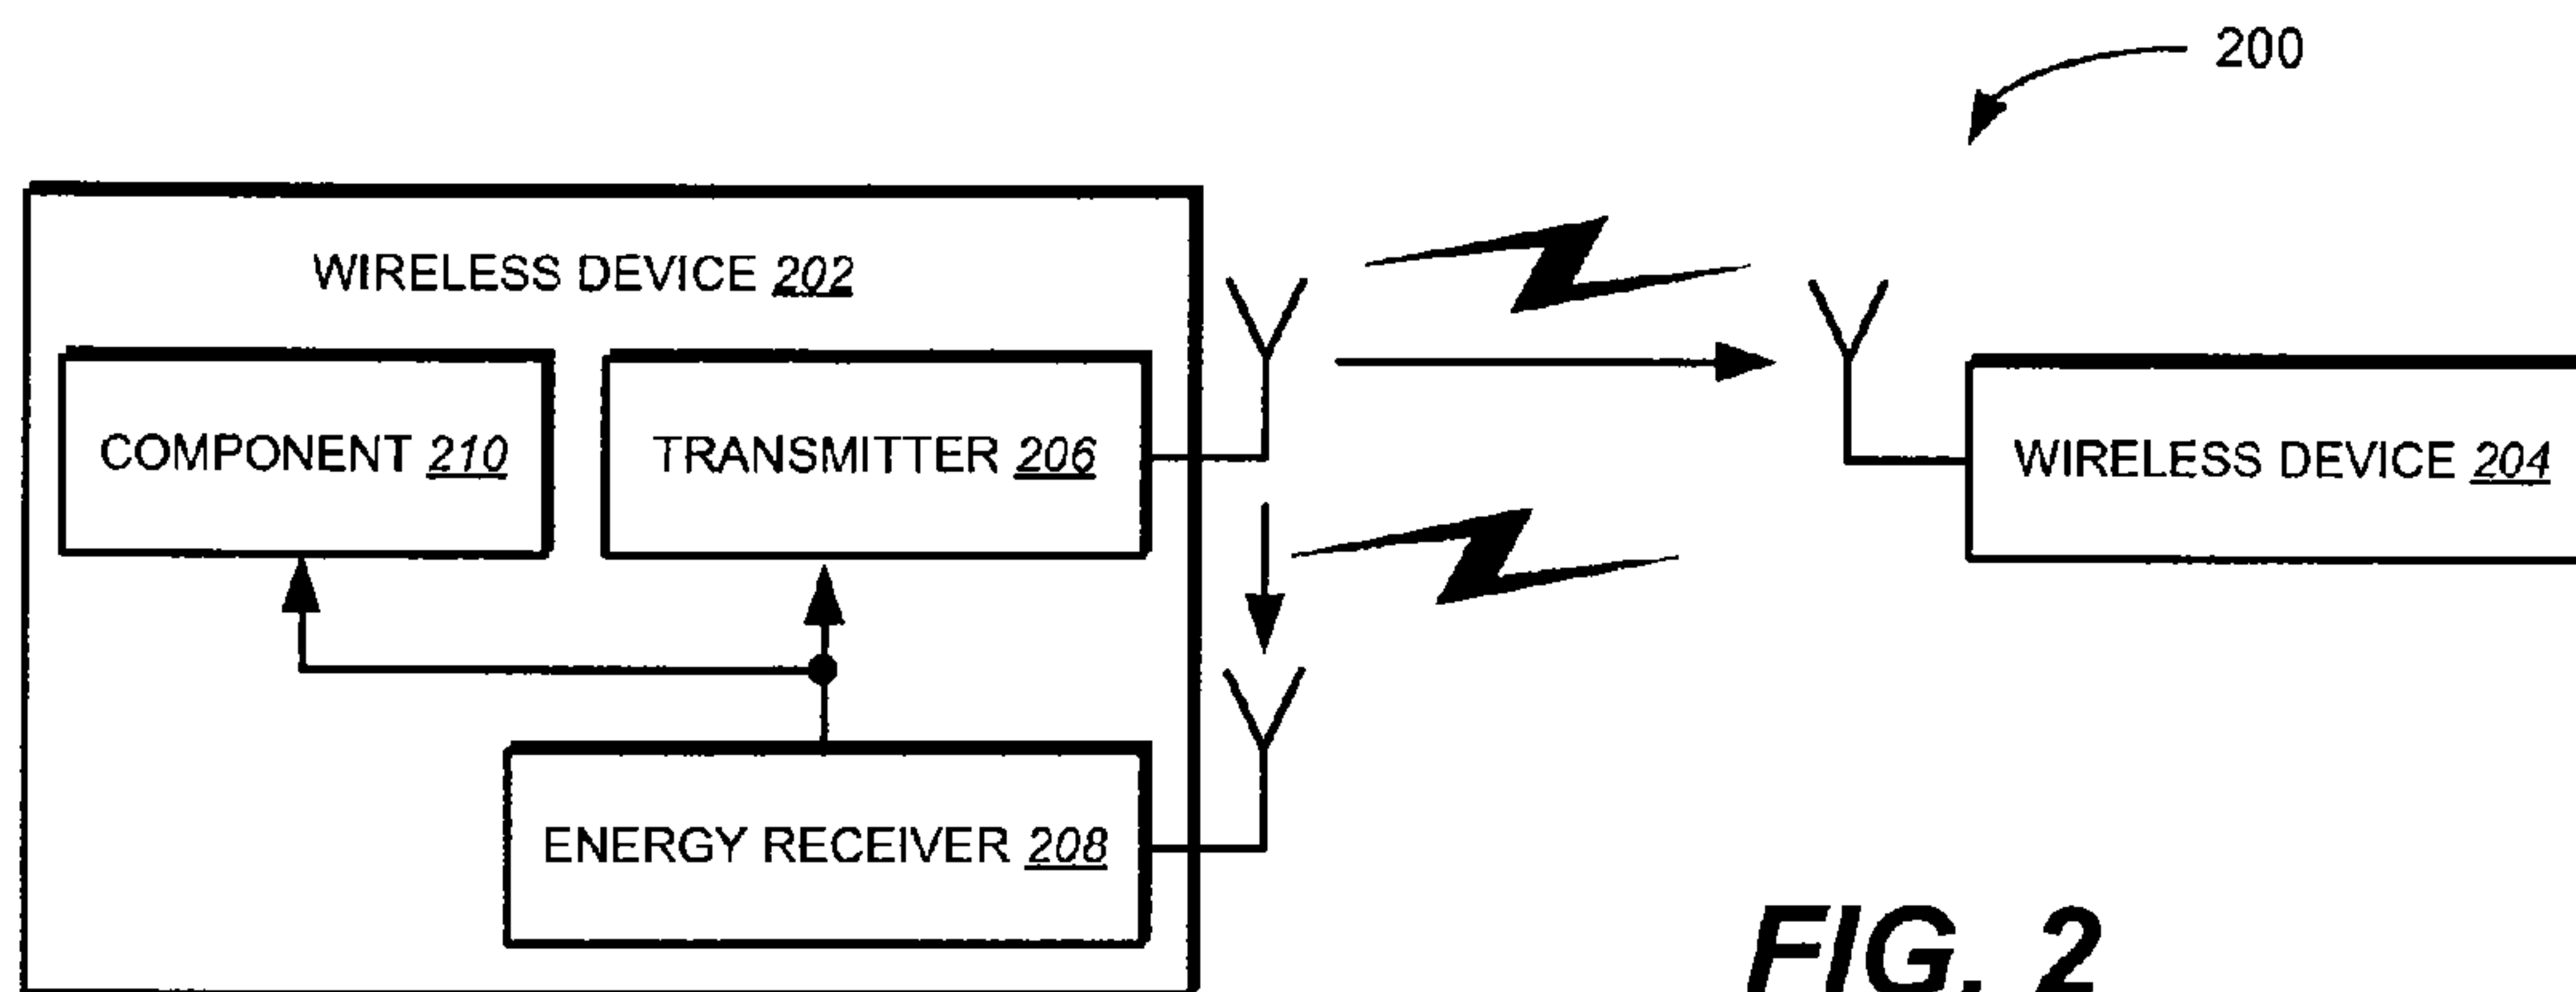 200
WIRELESS DEVICE 202
COMPONENT 210
TRANSMITTER 206
WIRELESS DEVICE 204
ENERGY RECEIVER 208
FIG. 2